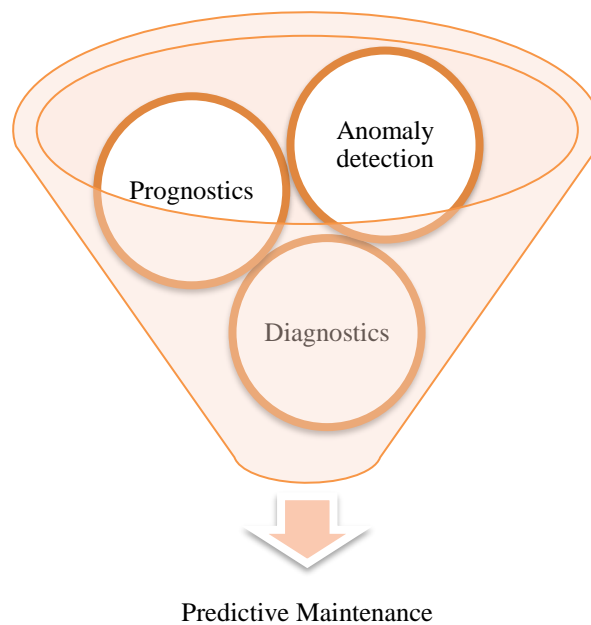 Anomaly
detection
Prognostics
Diagnostics
Predictive Maintenance